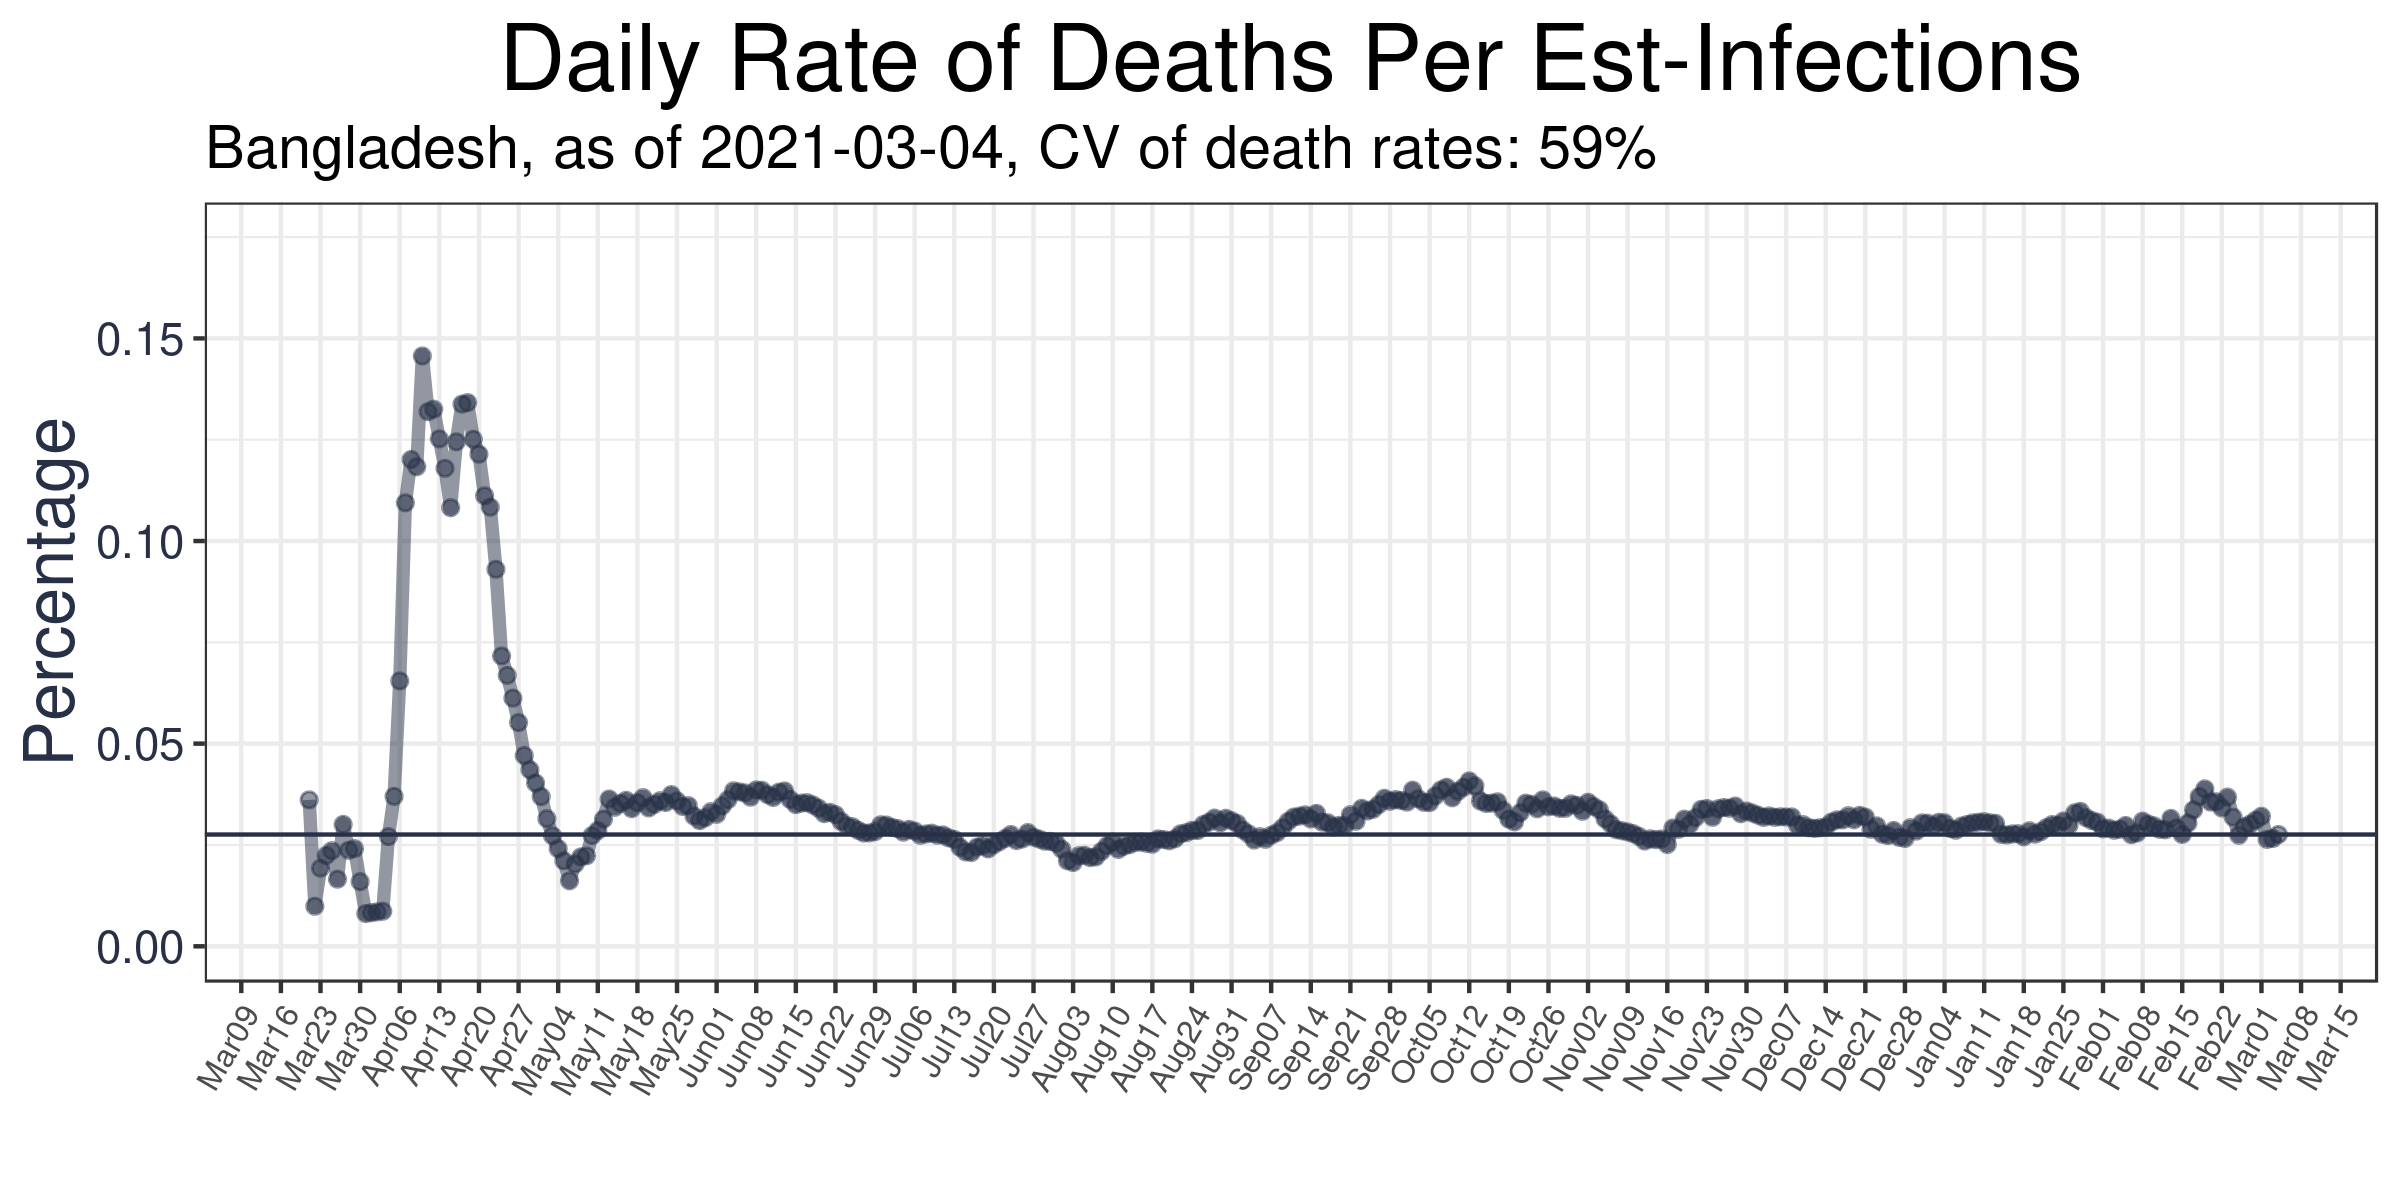 Daily Rate of Deaths Per Est-Infections
Bangladesh, as of 2021-03-04, CV of death rates: 59%
Percentage
0.15
0.10
0.05
0.00
Mar09 Mar16 Mar23 Mar30 Apr06 Apr13 Apr20 Apr27 May04 May11 May18 May25 Jun01 Jun08 Jun15 Jun22 Jun29 Jul06 Jul13 Jul20 Jul27 Aug03 Aug10 Aug17 Aug24 Aug31 Sep07 Sep14 Sep21 Sep28 Oct05 Oct12 Oct19 Oct26 Nov02 Nov09 Nov16 Nov23 Nov30 Dec07 Dec14 Dec21 Dec28 Jan04 Jan11 Jan18 Jan25 Feb01 Feb08 Feb15 Feb22 Mar01 Mar08 Mar15